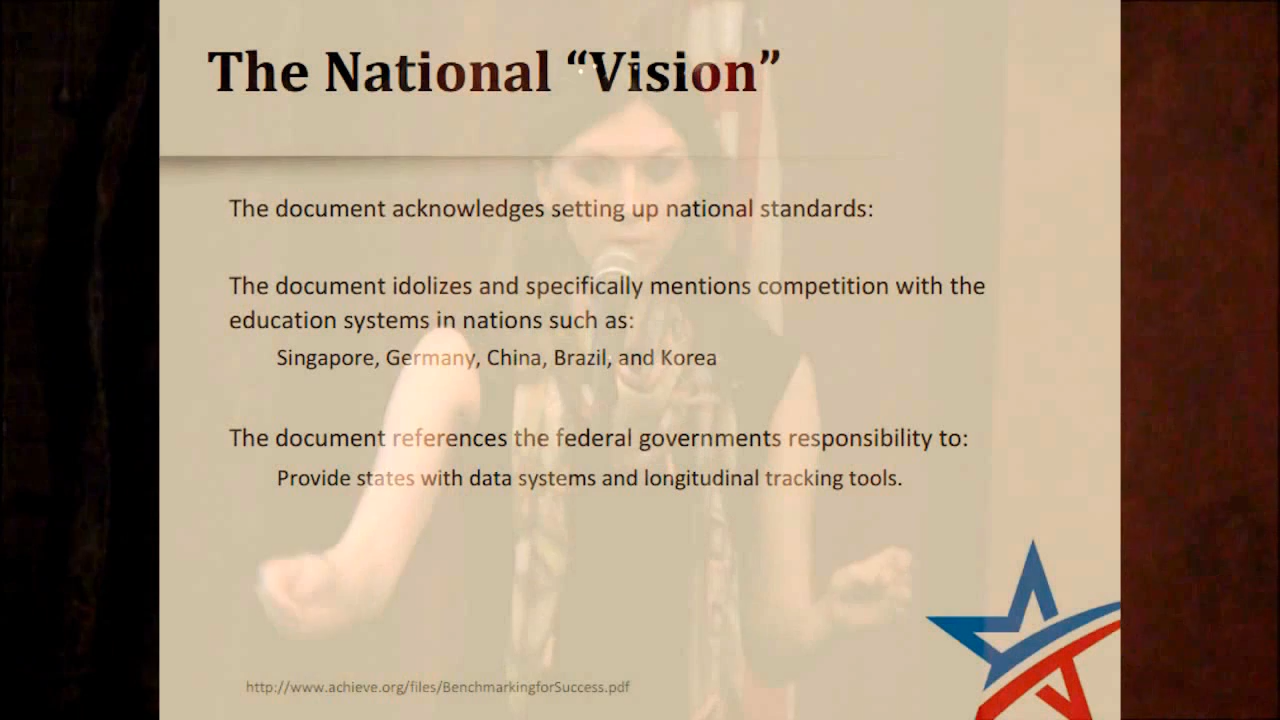 The National “Vision”
The document acknowledges setting up national standards:
The document idolizes and specifically mentions competition with the
education systems in nations such as:
Singapore, Germany, China, Brazil, and Korea
The document references the federal governments responsibility to:
Provide states with data systems and longitudinal tracking tools.
http://www.achieve.org/files/BenchmarkingforSuccess.pdf